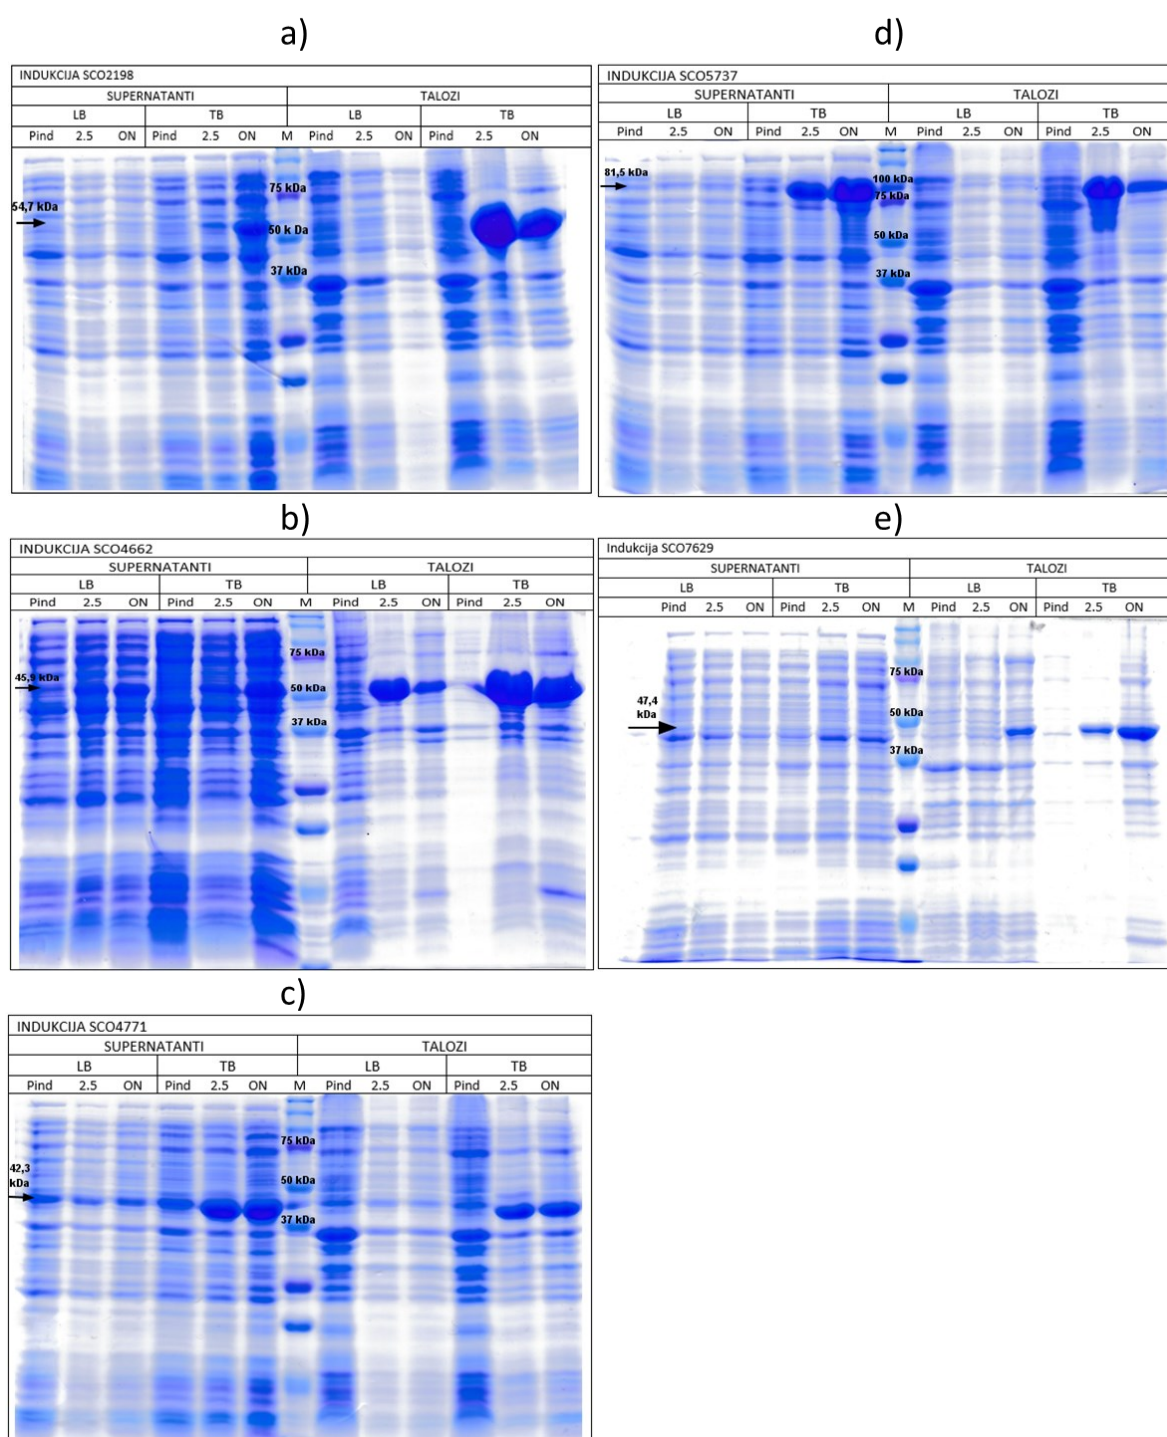 a)
INDUKCIJA SCO2198
SUPERNATANTI TALOZI
LB TB LB TB
Pind 2.5 ON Pind 2.5 ON M Pind 2.5 ON Pind 2.5 ON
75 kDa
54,7 kDa
50 k Da
37 kDa
d)
INDUKCIJA SCO5737
SUPERNATANTI TALOZI
LB TB LB TB
Pind 2.5 ON Pind 2.5 ON M Pind 2.5 ON Pind 2.5 ON
81,5 kDa
100 kDa
75 kDa
50 kDa
37 kDa
b)
INDUKCIJA SCO4662
SUPERNATANTI TALOZI
LB TB LB TB
Pind 2.5 ON Pind 2.5 ON M Pind 2.5 ON Pind 2.5 ON
75 kDa
45,9 kDa
50 kDa
37 kDa
e)
Indukcija SCO7629
SUPERNATANTI TALOZI
LB TB LB TB
Pind 2.5 ON Pind 2.5 ON M Pind 2.5 ON Pind 2.5 ON
75 kDa
47,4
kDa
50 kDa
37 kDa
c)
INDUKCIJA SCO4771
SUPERNATANTI TALOZI
LB TB LB TB
Pind 2.5 ON Pind 2.5 ON M Pind 2.5 ON Pind 2.5 ON
75 kDa
42,3
kDa
50 kDa
37 kDa